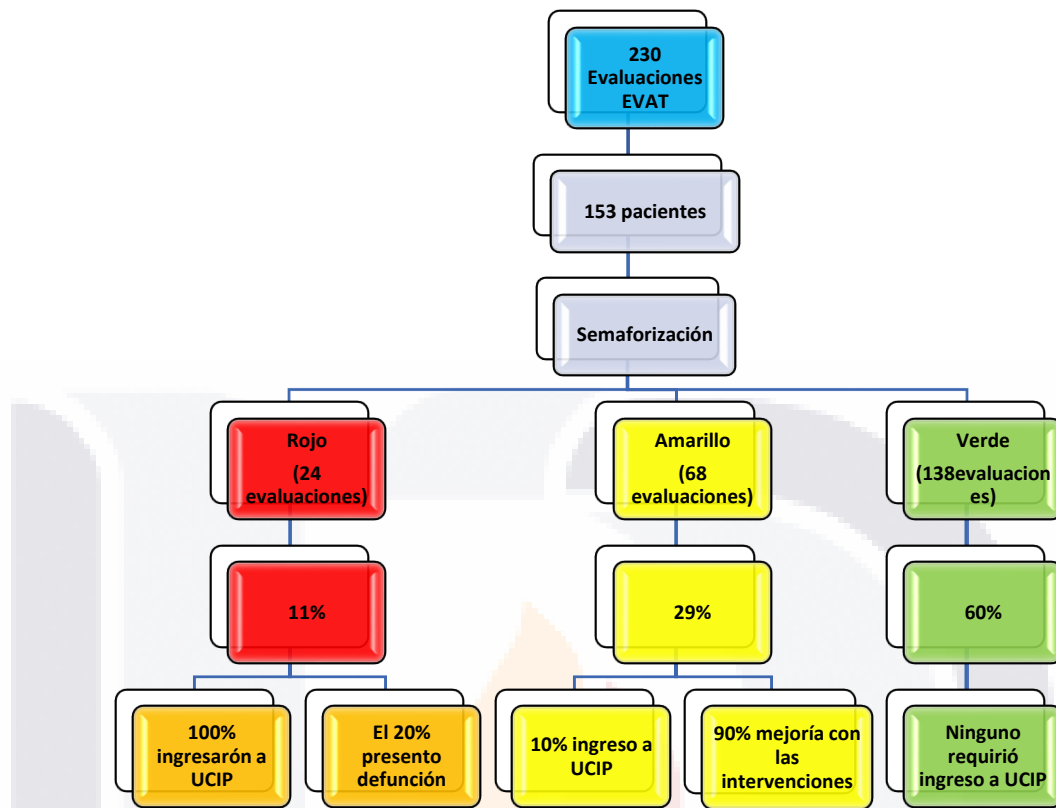 230
Evaluaciones
EVAT
153 pacientes
Semaforización
Rojo
(24
evaluaciones)
Amarillo
(68
evaluaciones)
Verde
(138evaluacion
es)
11%
29%
60%
100%
ingresarón a
UCIP
El 20%
presento
defunción
10% ingreso a
UCIP
90% mejoría con
las
intervenciones
Ninguno
requirió
ingreso a UCIP